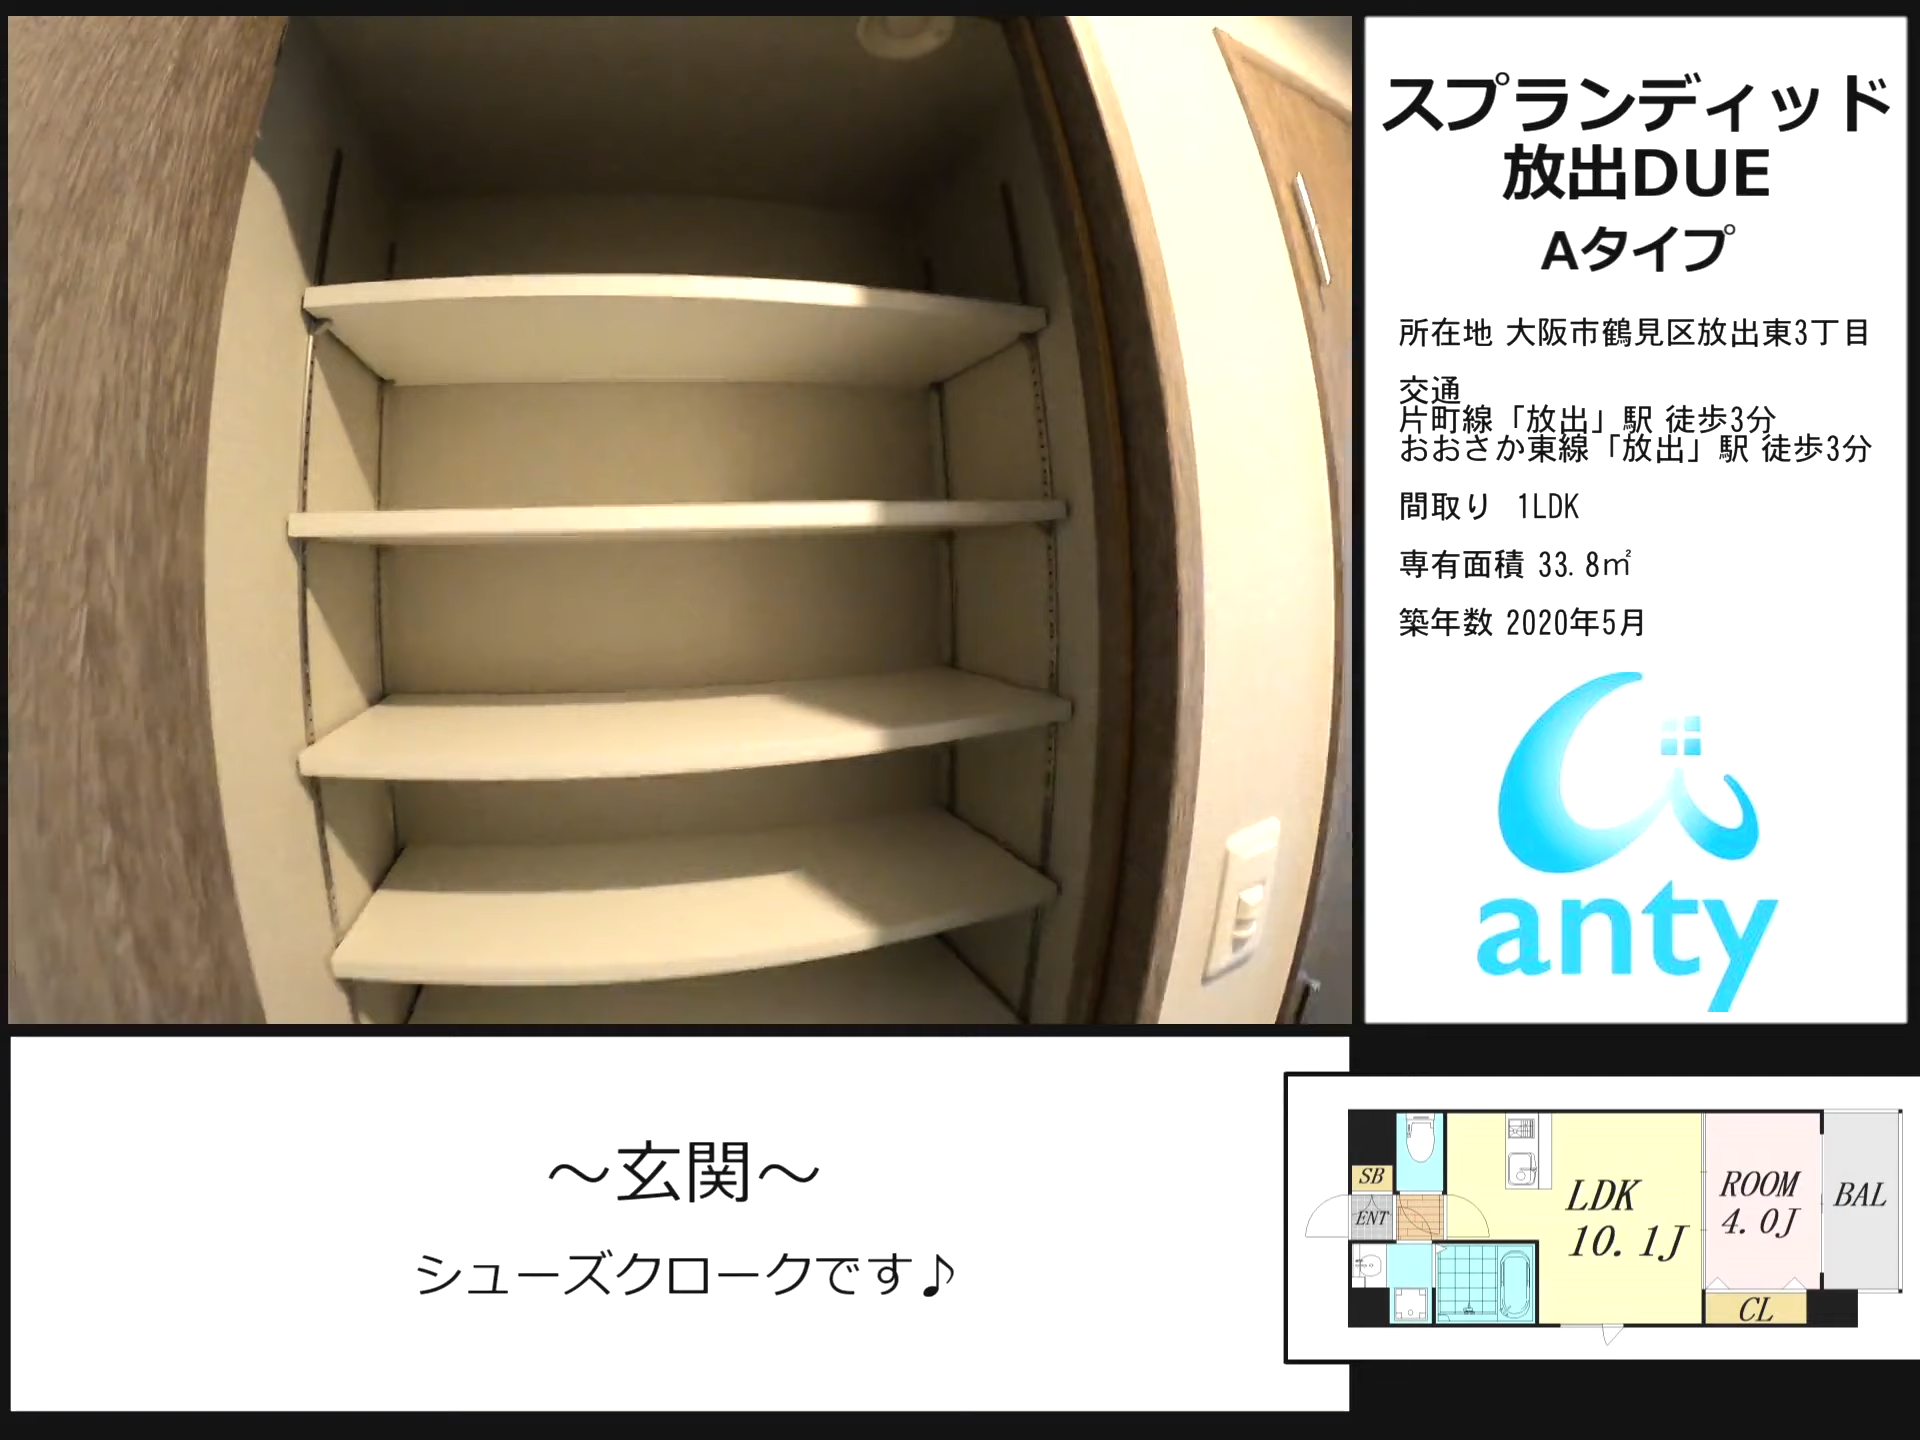 スプランディッド
放出DUE
Aタイプ
所在地 大阪市鶴見区放出東3丁目
交通
片町線「放出」駅 徒歩3分
おおさか東線「放出」駅 徒歩3分
間取り 1LDK
専有面積 33.8㎡
築年数 2020年5月
anty
～玄関～
シューズクロークです♪
SB
ENT
LDK
10.1J
ROOM
4.0J
BAL
CL